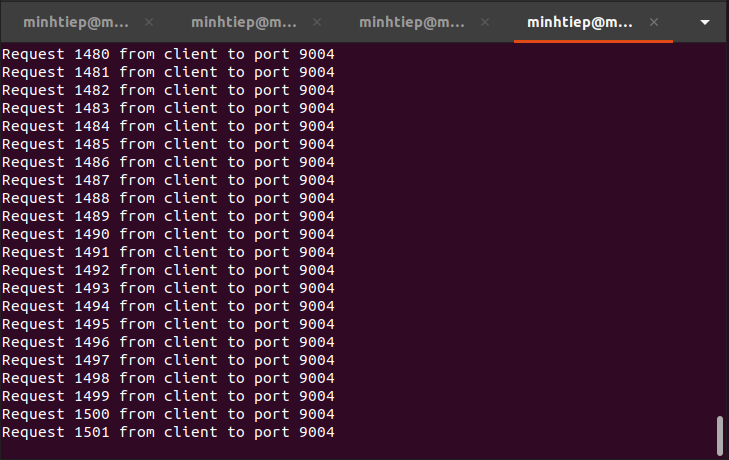 minhtiep@m... × minhtiep@m... × minhtiep@m... × minhtiep@m... ×
Request 1480 from client to port 9004
Request 1481 from client to port 9004
Request 1482 from client to port 9004
Request 1483 from client to port 9004
Request 1484 from client to port 9004
Request 1485 from client to port 9004
Request 1486 from client to port 9004
Request 1487 from client to port 9004
Request 1488 from client to port 9004
Request 1489 from client to port 9004
Request 1490 from client to port 9004
Request 1491 from client to port 9004
Request 1492 from client to port 9004
Request 1493 from client to port 9004
Request 1494 from client to port 9004
Request 1495 from client to port 9004
Request 1496 from client to port 9004
Request 1497 from client to port 9004
Request 1498 from client to port 9004
Request 1499 from client to port 9004
Request 1500 from client to port 9004
Request 1501 from client to port 9004